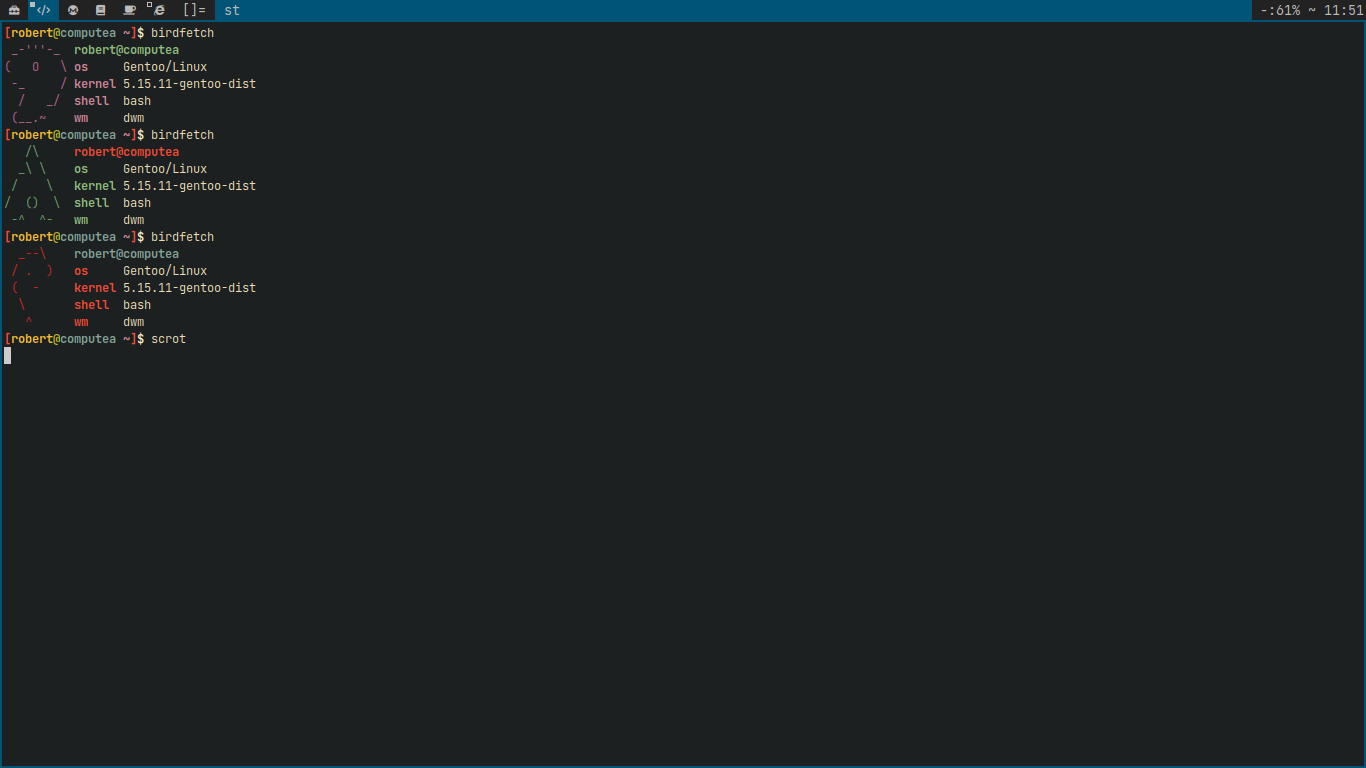 []= st -:61% ~ 11:51
[robert@computea ~]$ birdfetch
 _-'''-_  robert@computea
(   O   \ os     Gentoo/Linux
 -_     / kernel 5.15.11-gentoo-dist
  /   _/  shell  bash
 (__.~    wm     dwm
[robert@computea ~]$ birdfetch
   /\     robert@computea
  _\ \    os     Gentoo/Linux
 /    \   kernel 5.15.11-gentoo-dist
/  ()  \  shell  bash
 -^  ^-   wm     dwm
[robert@computea ~]$ birdfetch
  _--\    robert@computea
 / .  )   os     Gentoo/Linux
 (  -     kernel 5.15.11-gentoo-dist
  \       shell  bash
   ^      wm     dwm
[robert@computea ~]$ scrot